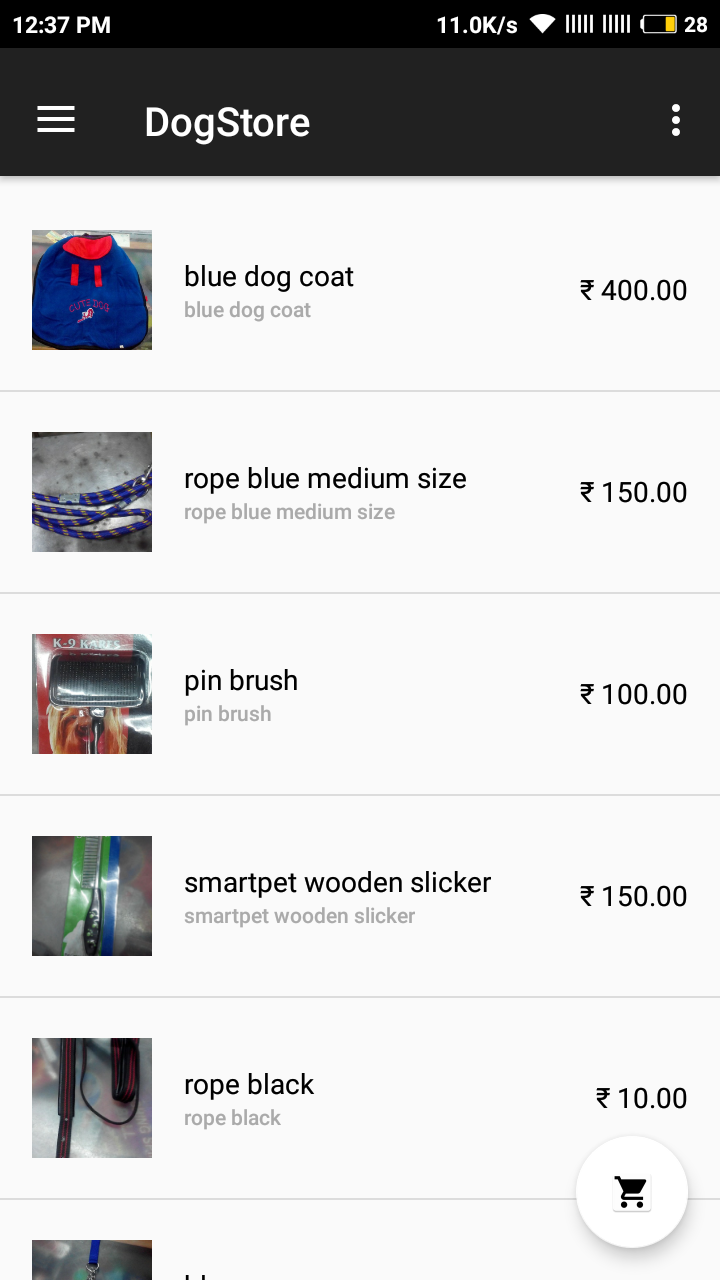 12:37 PM
11.0K/s
28
DogStore
CUTE DOG
blue dog coat
blue dog coat
₹ 400.00
rope blue medium size
rope blue medium size
₹ 150.00
K-9 KARES
pin brush
pin brush
₹ 100.00
smartpet wooden slicker
smartpet wooden slicker
₹ 150.00
rope black
rope black
₹ 10.00